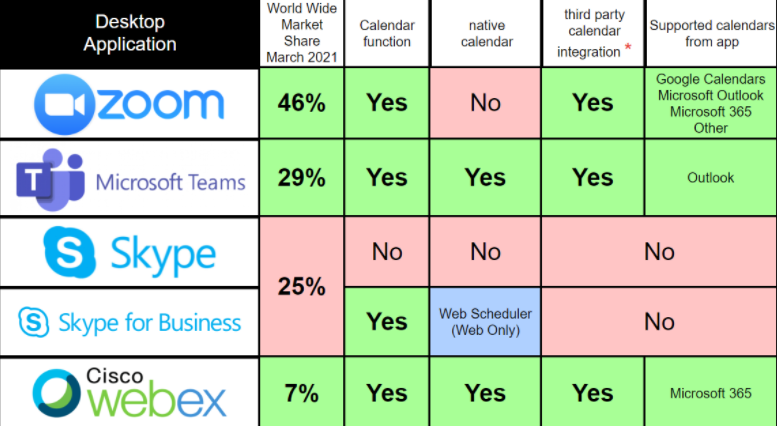 Desktop
Application
World Wide
Market
Share
March 2021
Calendar
function
native
calendar
third party
calendar
integration *
Supported calendars
from app
zoom
46%
Yes
No
Yes
Google Calendars
Microsoft Outlook
Microsoft 365
Other
T
Microsoft Teams
29%
Yes
Yes
Yes
Outlook
S
Skype
25%
No
No
No
S
Skype for Business
Yes
Web Scheduler
(Web Only)
No
Cisco
webex
7%
Yes
Yes
Yes
Microsoft 365